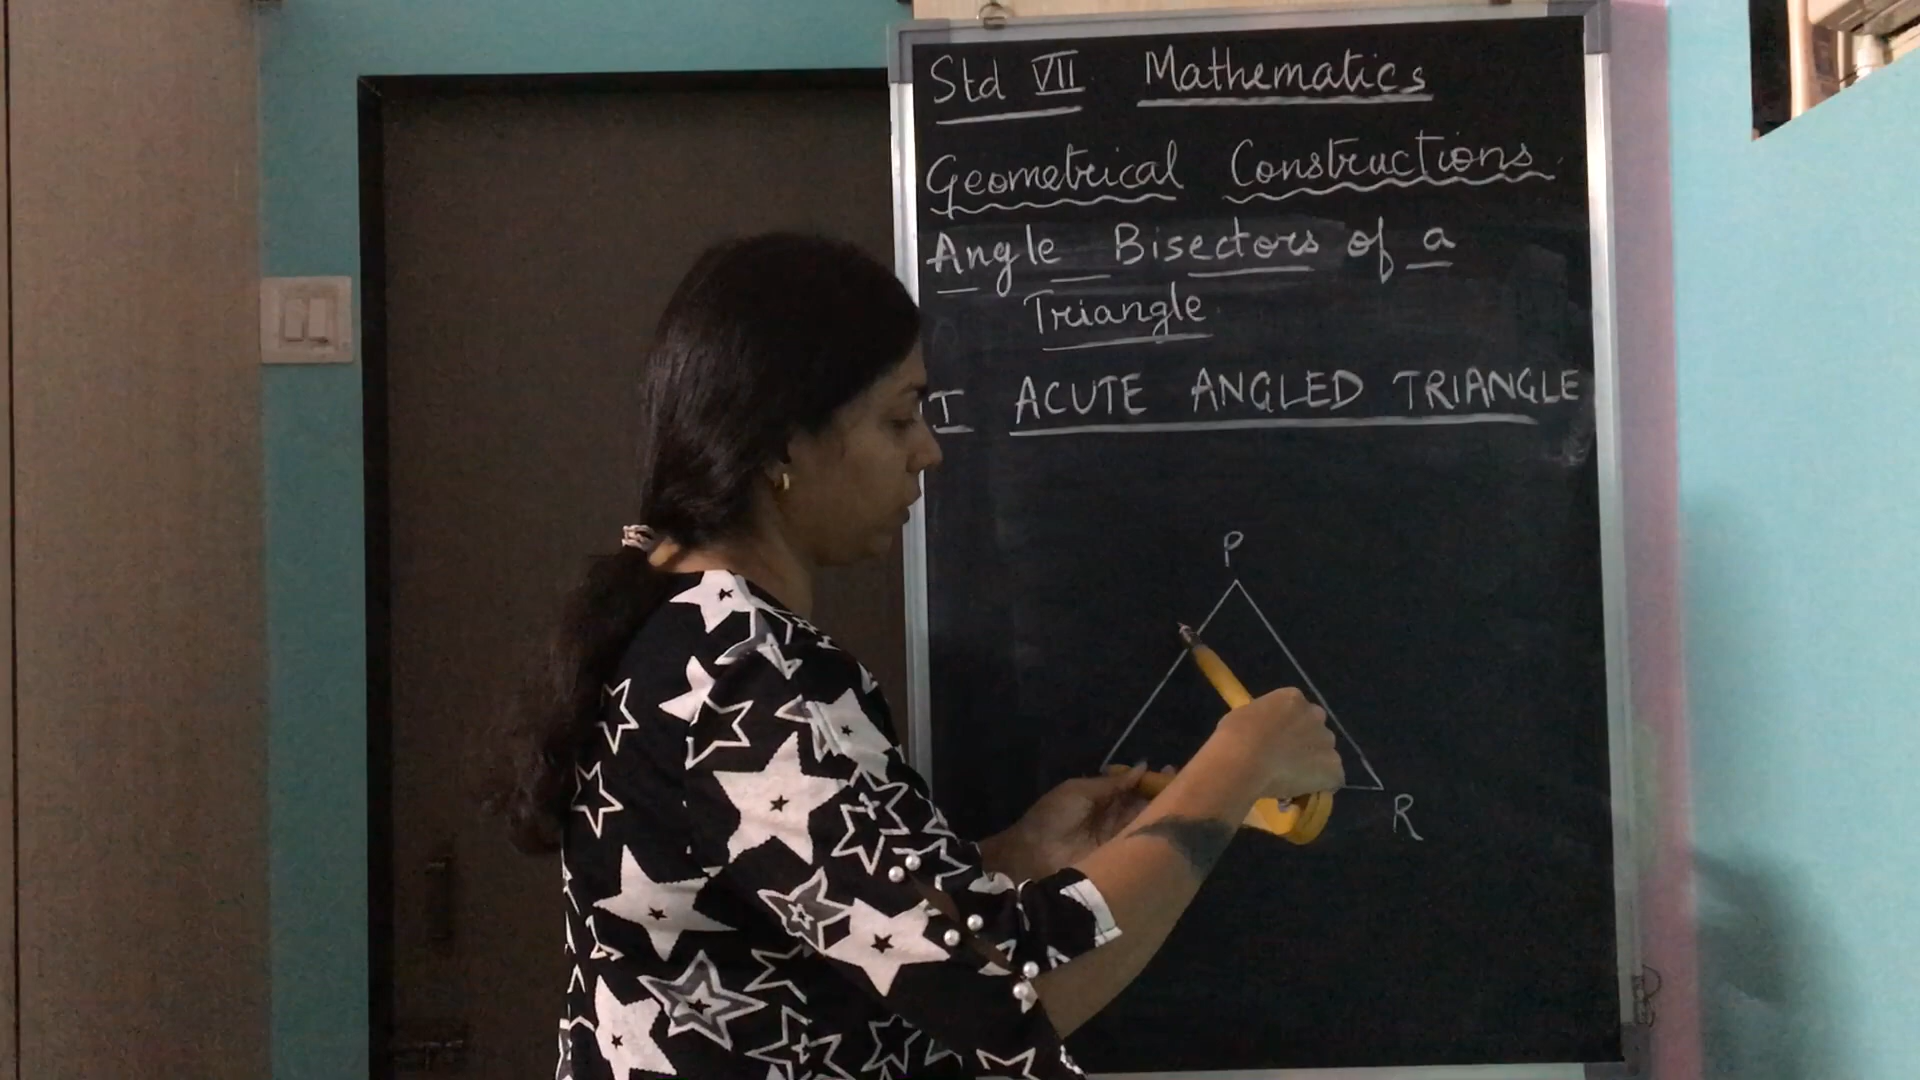 Std VII Mathematics
Geometrical Constructions
Angle Bisectors of a
Triangle
I ACUTE ANGLED TRIANGLE
P
R